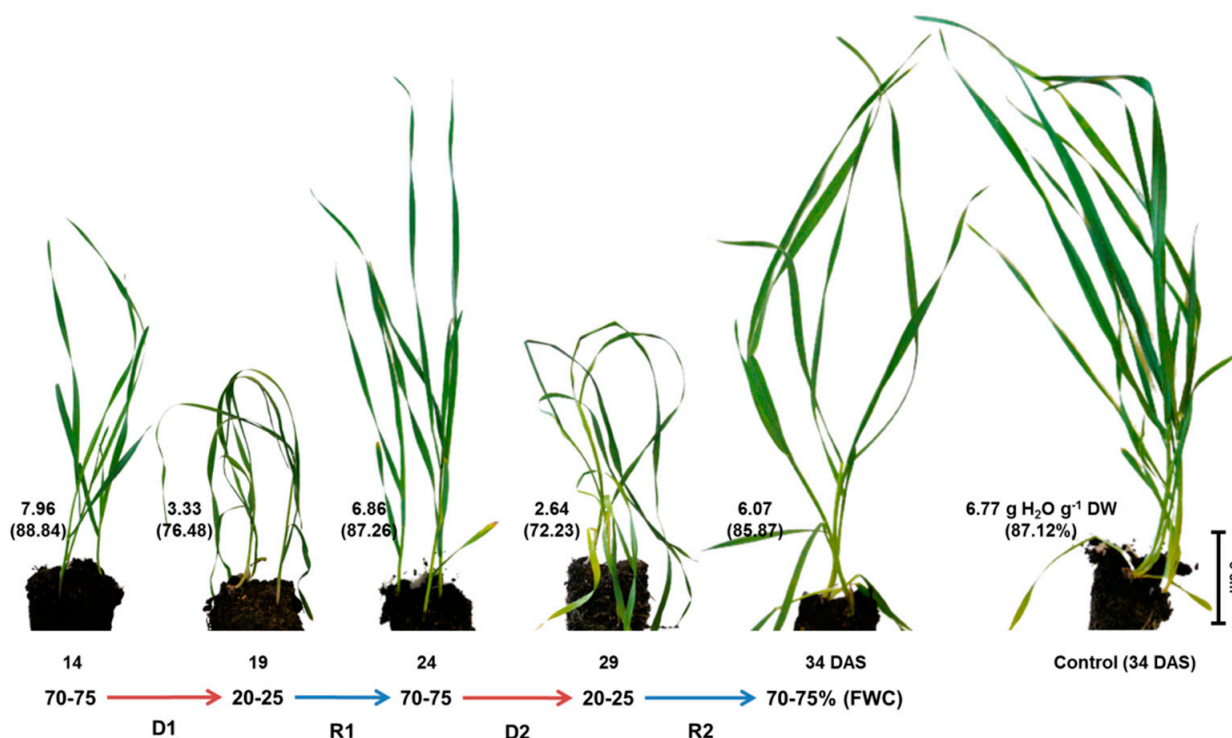 7.96
(88.84)
3.33
(76.48)
6.86
(87.26)
2.64
(72.23)
6.07
(85.87)
6.77 g H₂O g⁻¹ DW
(87.12%)
14 19 24 29 34 DAS Control (34 DAS)
70-75 20-25 70-75 20-25 70-75% (FWC)
D1 R1 D2 R2